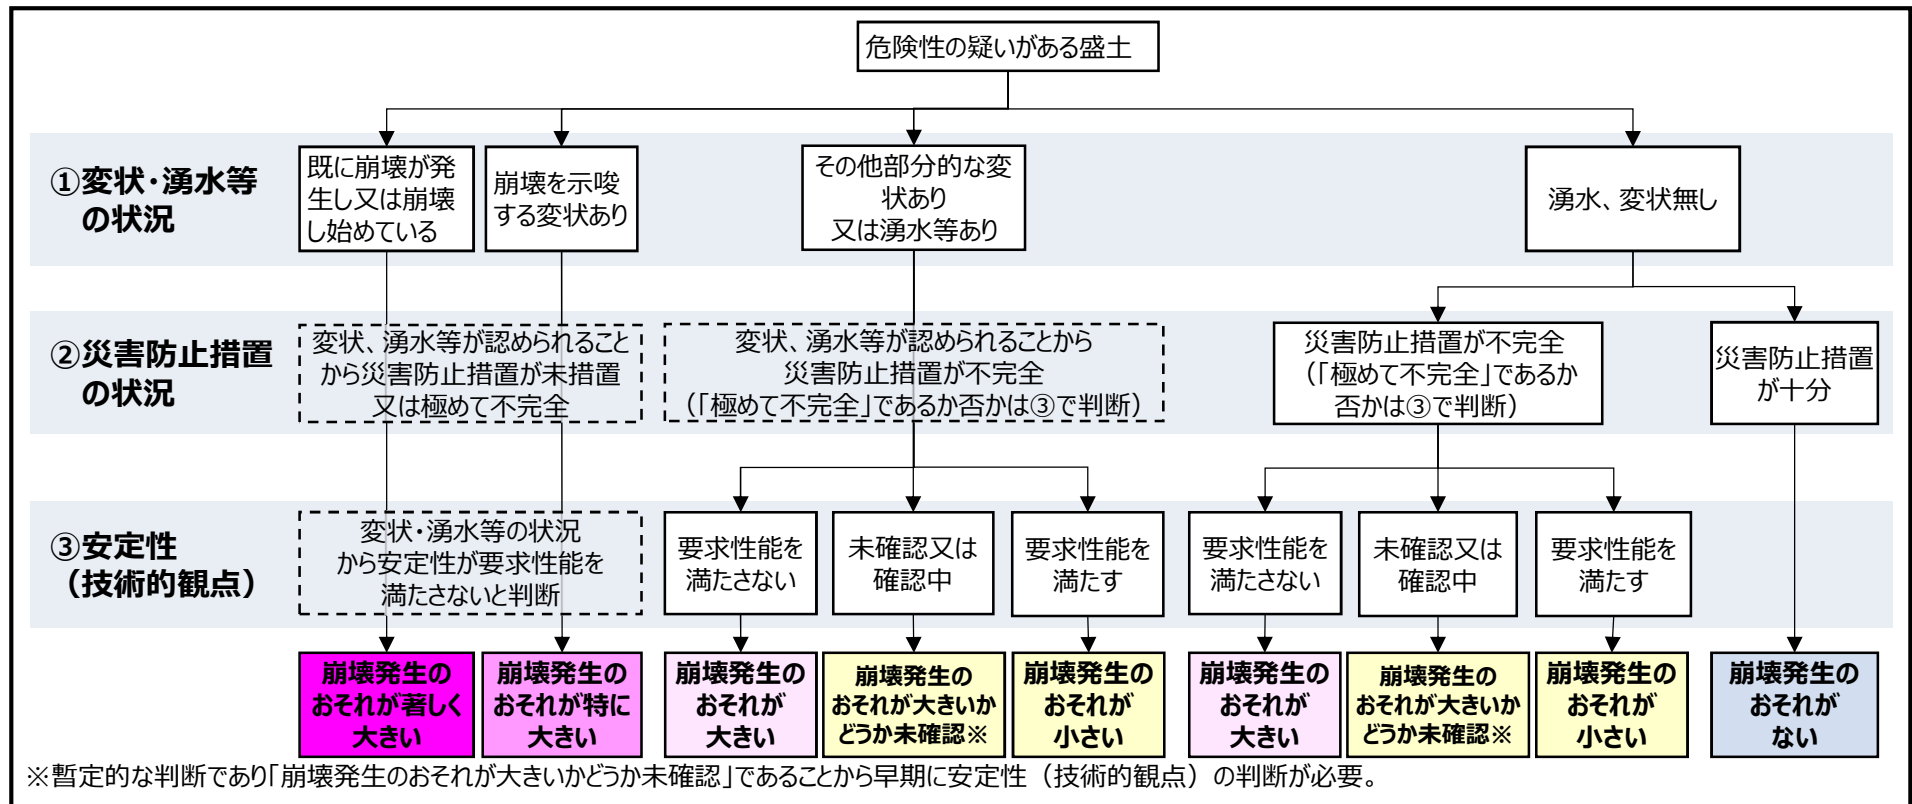 危険性の疑いがある盛土
①変状・湧水等
の状況
既に崩壊が発
生し又は崩壊
し始めている
崩壊を示唆
する変状あり
その他部分的な変
状あり
又は湧水等あり
湧水、変状無し
②災害防止措置
の状況
変状、湧水等が認められること
から災害防止措置が未措置
又は極めて不完全
変状、湧水等が認められることから
災害防止措置が不完全
（「極めて不完全」であるか否かは③で判断）
災害防止措置が不完全
（「極めて不完全」であるか
否かは③で判断）
災害防止措置
が十分
③安定性
（技術的観点）
変状・湧水等の状況
から安定性が要求性能を
満たさないと判断
要求性能を
満たさない
未確認又は
確認中
要求性能を
満たす
要求性能を
満たさない
未確認又は
確認中
要求性能を
満たす
崩壊発生の
おそれが著しく
大きい
崩壊発生の
おそれが特に
大きい
崩壊発生の
おそれが
大きい
崩壊発生の
おそれが大きいか
どうか未確認※
崩壊発生の
おそれが
小さい
崩壊発生の
おそれが
大きい
崩壊発生の
おそれが大きいか
どうか未確認※
崩壊発生の
おそれが
小さい
崩壊発生の
おそれが
ない
※暫定的な判断であり「崩壊発生のおそれが大きいかどうか未確認」であることから早期に安定性（技術的観点）の判断が必要。